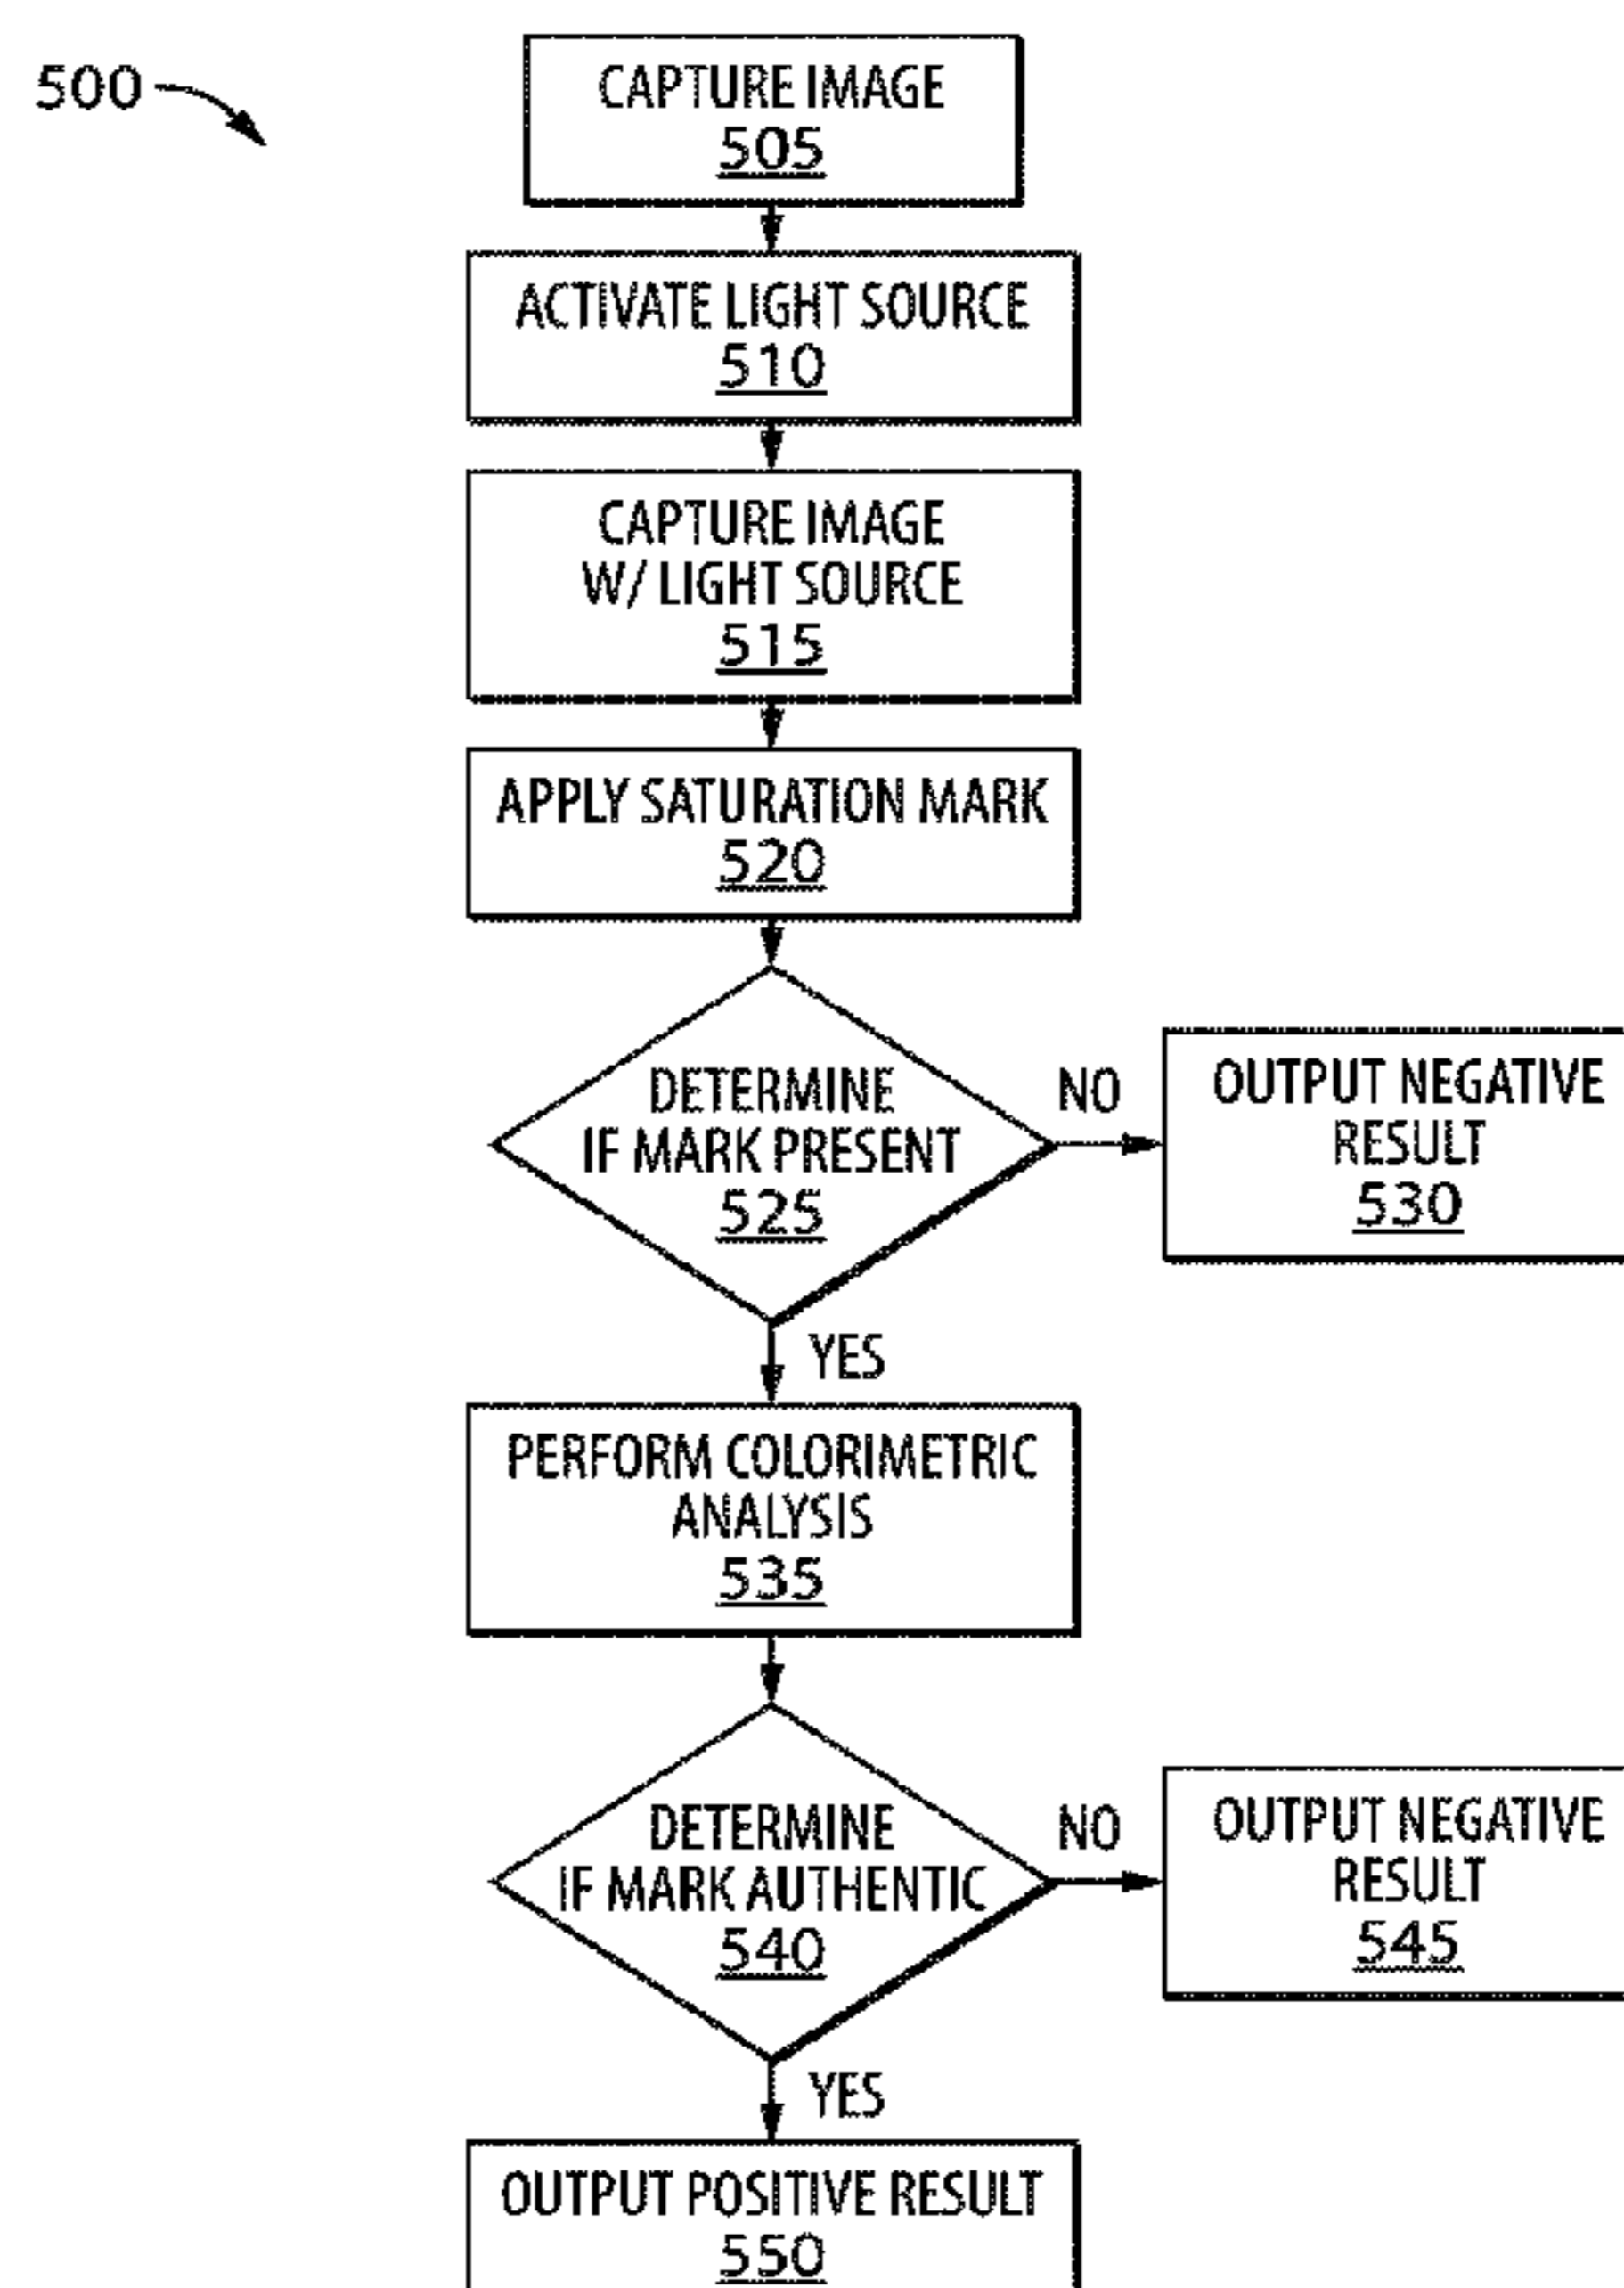 500
CAPTURE IMAGE
505
ACTIVATE LIGHT SOURCE
510
CAPTURE IMAGE
W/ LIGHT SOURCE
515
APPLY SATURATION MARK
520
DETERMINE
IF MARK PRESENT
525
NO
OUTPUT NEGATIVE
RESULT
530
YES
PERFORM COLORIMETRIC
ANALYSIS
535
DETERMINE
IF MARK AUTHENTIC
540
NO
OUTPUT NEGATIVE
RESULT
545
YES
OUTPUT POSITIVE RESULT
550